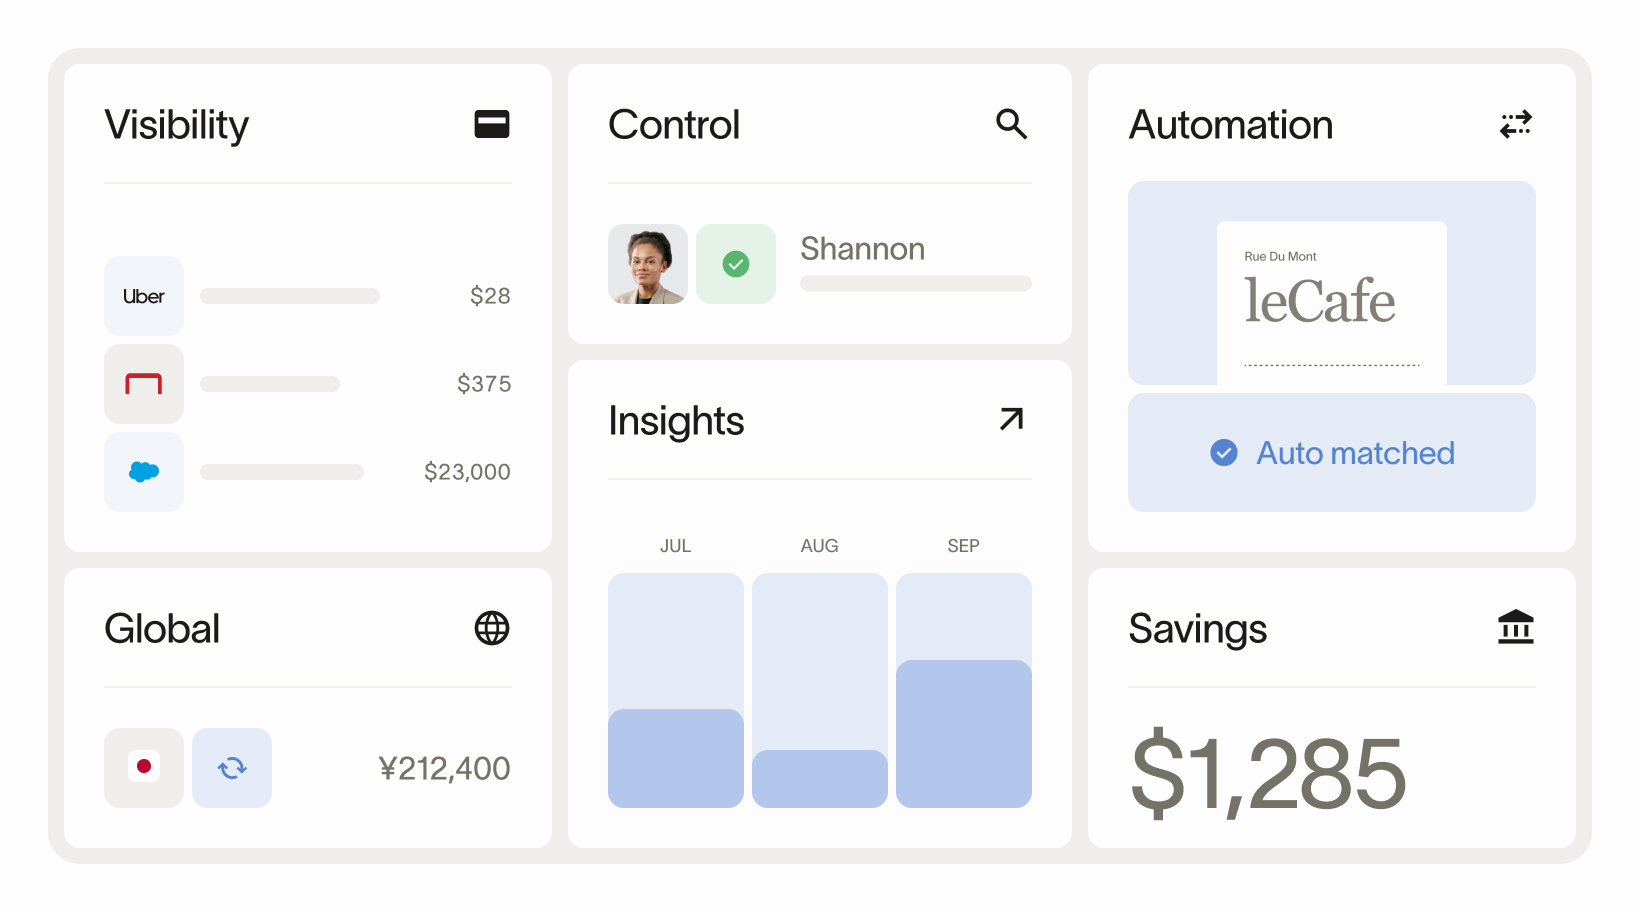 Visibility
Uber
$28
$375
$23,000
Global
¥212,400
Control
Shannon
Insights
JUL
AUG
SEP
Automation
Rue Du Mont
leCafe
Auto matched
Savings
$1,285